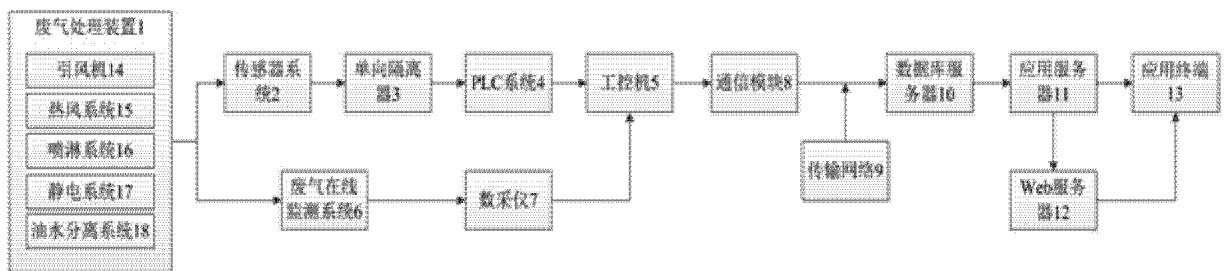 废气处理装置1
引风机14
热风系统15
喷淋系统16
静电系统17
油水分离系统18
传感器系
统2
单向隔离
器3
PLC系统4
工控机5
通信模块8
数据库服
务器10
应用服务
器11
应用终端
13
废气在线
监测系统6
数采仪7
传输网络9
Web服务
器12